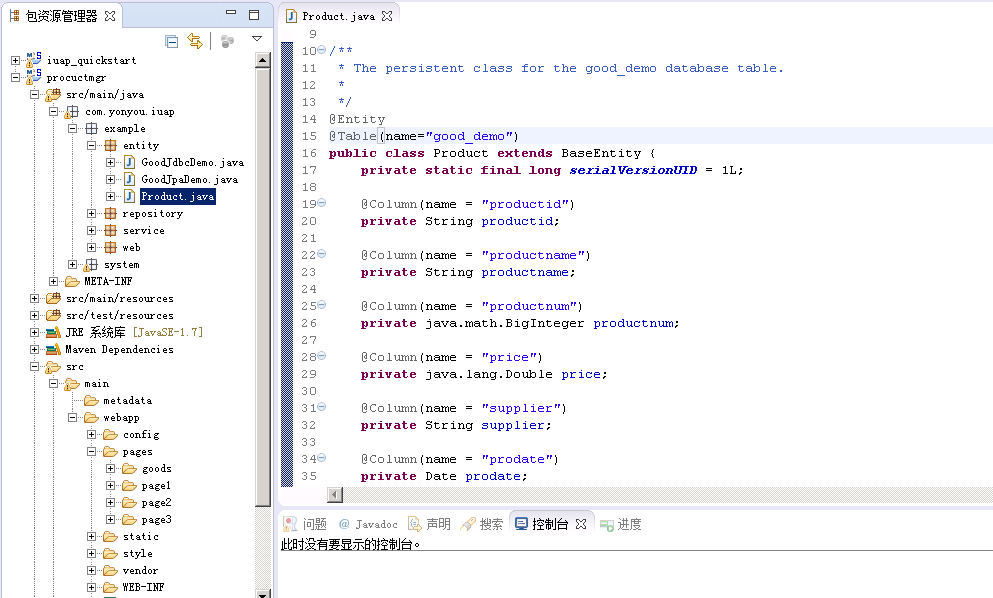 包资源管理器
iuap_quickstart
procuctmgr
src/main/java
com.yonyou.iuap
example
entity
GoodJdbcDemo.java
GoodJpaDemo.java
Product.java
repository
service
web
system
META-INF
src/main/resources
src/test/resources
JRE 系统库 [JavaSE-1.7]
Maven Dependencies
src
main
metadata
webapp
config
pages
goods
page1
page2
page3
static
style
vendor
WEB-INF
Product.java
9
10 /**
11 * The persistent class for the good_demo database table.
12 *
13 */
14 @Entity
15 @Table(name="good_demo")
16 public class Product extends BaseEntity {
17 private static final long serialVersionUID = 1L;
18
19 @Column(name = "productid")
20 private String productid;
21
22 @Column(name = "productname")
23 private String productname;
24
25 @Column(name = "productnum")
26 private java.math.BigInteger productnum;
27
28 @Column(name = "price")
29 private java.lang.Double price;
30
31 @Column(name = "supplier")
32 private String supplier;
33
34 @Column(name = "prodate")
35 private Date prodate;
问题 @ Javadoc 声明 搜索 控制台 进度
此时没有要显示的控制台。